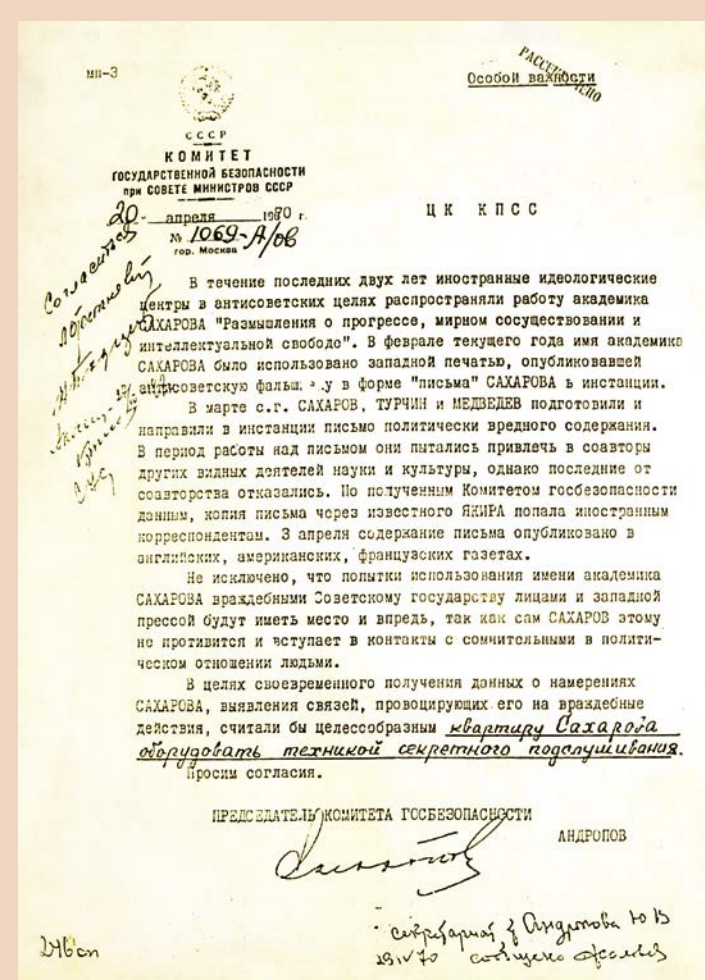 мп-3
РАССЕКРЕЧЕНО
Особой важности
СССР
КОМИТЕТ
ГОСУДАРСТВЕННОЙ БЕЗОПАСНОСТИ
при СОВЕТЕ МИНИСТРОВ СССР
20 - апреля 1970 г.
№ 1069-А/ов
гор. Москва
ЦК КПСС
Согласиться
В течение последних двух лет иностранные идеологические
центры в антисоветских целях распространяли работу академика
САХАРОВА "Размышления о прогрессе, мирном сосуществовании и
интеллектуальной свободе". В феврале текущего года имя академика
САХАРОВА было использовано западной печатью, опубликовавшей
антисоветскую фальшивку в форме "письма" САХАРОВА в инстанции.
В марте с.г. САХАРОВ, ТУРЧИН и МЕДВЕДЕВ подготовили и
направили в инстанции письмо политически вредного содержания.
В период работы над письмом они пытались привлечь в соавторы
других видных деятелей науки и культуры, однако последние от
соавторства отказались. По полученным Комитетом госбезопасности
данным, копия письма через известного ЯКИРА попала иностранным
корреспондентам. 3 апреля содержание письма опубликовано в
английских, американских, французских газетах.
Не исключено, что попытки использования имени академика
САХАРОВА враждебными Советскому государству лицами и западной
прессой будут иметь место и впредь, так как сам САХАРОВ этому
не противится и вступает в контакты с сомнительными в полити-
ческом отношении людьми.
В целях своевременного получения данных о намерениях
САХАРОВА, выявления связей, провоцирующих его на враждебные
действия, считали бы целесообразным квартиру Сахарова
оборудовать техникой секретного подслушивания.
Просим согласия.
ПРЕДСЕДАТЕЛЬ КОМИТЕТА ГОСБЕЗОПАСНОСТИ
АНДРОПОВ
секретариат Андропова Ю В
сообщено